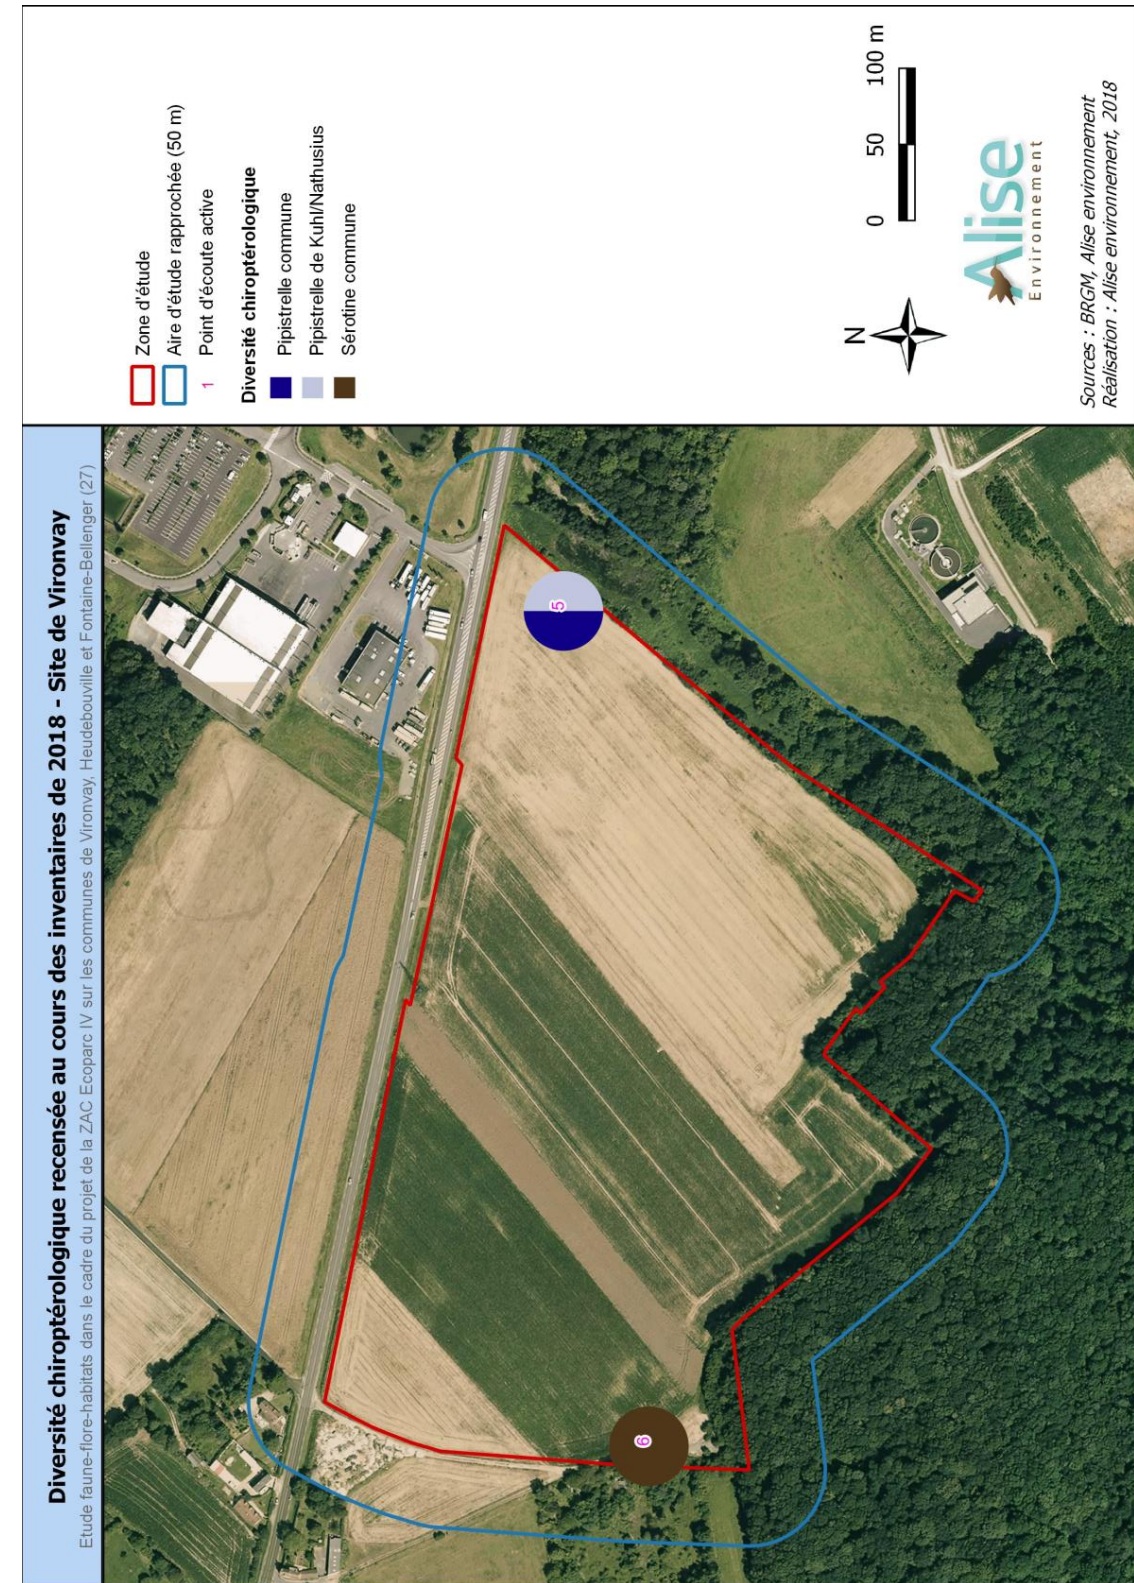 Diversité chiroptérologique recensée au cours des inventaires de 2018 - Site de Vironvay
Etude faune-flore-habitats dans le cadre du projet de la ZAC Ecoparc IV sur les communes de Vironvay, Heudebouville et Fontaine-Bellenger (27)
5
6
Zone d'étude
Aire d'étude rapprochée (50 m)
1 Point d'écoute active
Diversité chiroptérologique
Pipistrelle commune
Pipistrelle de Kuhl/Nathusius
Sérotine commune
N
0 50 100 m
Alise
Environnement
Sources : BRGM, Alise environnement
Réalisation : Alise environnement, 2018